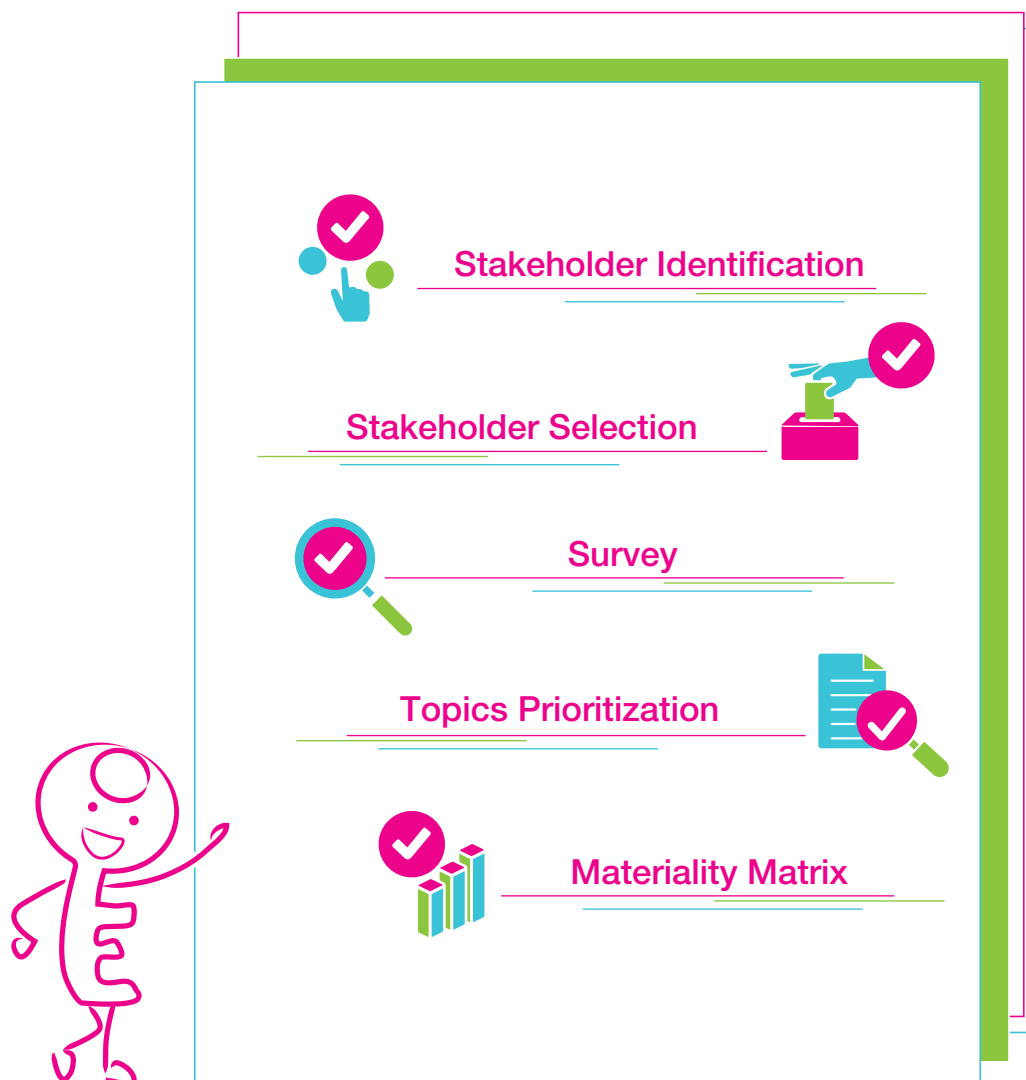 Stakeholder Identification
Stakeholder Selection
Survey
Topics Prioritization
Materiality Matrix